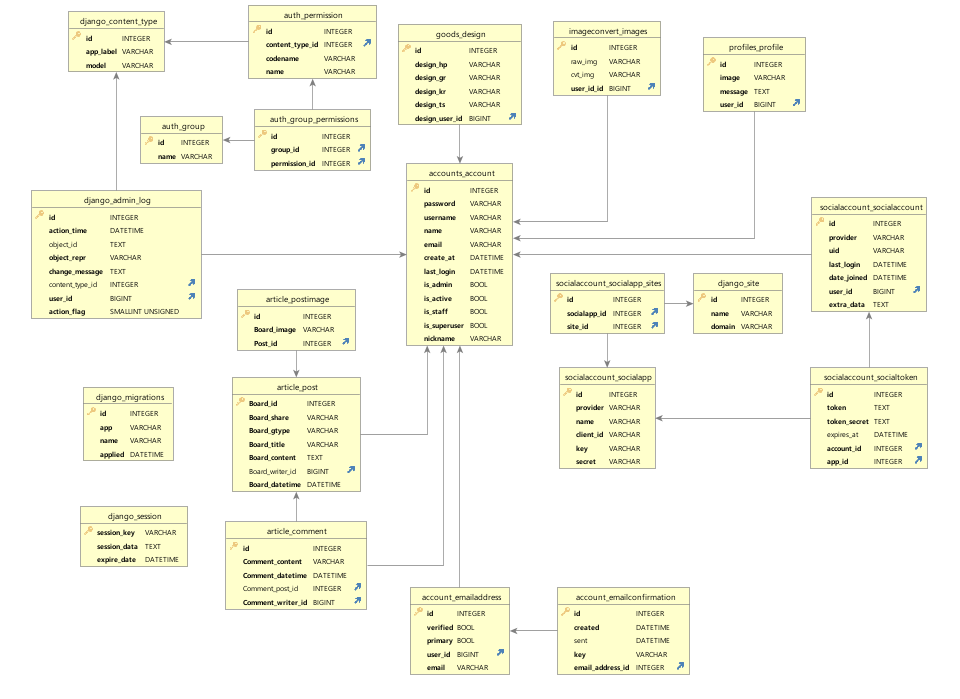 django_content_type
id INTEGER
app_label VARCHAR
model VARCHAR
auth_permission
id INTEGER
content_type_id INTEGER
codename VARCHAR
name VARCHAR
goods_design
id INTEGER
design_hp VARCHAR
design_gr VARCHAR
design_kr VARCHAR
design_ts VARCHAR
design_user_id BIGINT
imageconvert_images
id INTEGER
raw_img VARCHAR
cvt_img VARCHAR
user_id_id BIGINT
profiles_profile
id INTEGER
image VARCHAR
message TEXT
user_id BIGINT
auth_group
id INTEGER
name VARCHAR
auth_group_permissions
id INTEGER
group_id INTEGER
permission_id INTEGER
accounts_account
id INTEGER
password VARCHAR
username VARCHAR
name VARCHAR
email VARCHAR
create_at DATETIME
last_login DATETIME
is_admin BOOL
is_active BOOL
is_staff BOOL
is_superuser BOOL
nickname VARCHAR
django_admin_log
id INTEGER
action_time DATETIME
object_id TEXT
object_repr VARCHAR
change_message TEXT
content_type_id INTEGER
user_id BIGINT
action_flag SMALLINT UNSIGNED
socialaccount_socialaccount
id INTEGER
provider VARCHAR
uid VARCHAR
last_login DATETIME
date_joined DATETIME
user_id BIGINT
extra_data TEXT
socialaccount_socialapp_sites
id INTEGER
socialapp_id INTEGER
site_id INTEGER
django_site
id INTEGER
name VARCHAR
domain VARCHAR
article_postimage
id INTEGER
Board_image VARCHAR
Post_id INTEGER
django_migrations
id INTEGER
app VARCHAR
name VARCHAR
applied DATETIME
article_post
Board_id INTEGER
Board_share VARCHAR
Board_gtype VARCHAR
Board_title VARCHAR
Board_content TEXT
Board_writer_id BIGINT
Board_datetime DATETIME
socialaccount_socialapp
id INTEGER
provider VARCHAR
name VARCHAR
client_id VARCHAR
key VARCHAR
secret VARCHAR
socialaccount_socialtoken
id INTEGER
token TEXT
token_secret TEXT
expires_at DATETIME
account_id INTEGER
app_id INTEGER
django_session
session_key VARCHAR
session_data TEXT
expire_date DATETIME
article_comment
id INTEGER
Comment_content VARCHAR
Comment_datetime DATETIME
Comment_post_id INTEGER
Comment_writer_id BIGINT
account_emailaddress
id INTEGER
verified BOOL
primary BOOL
user_id BIGINT
email VARCHAR
account_emailconfirmation
id INTEGER
created DATETIME
sent DATETIME
key VARCHAR
email_address_id INTEGER